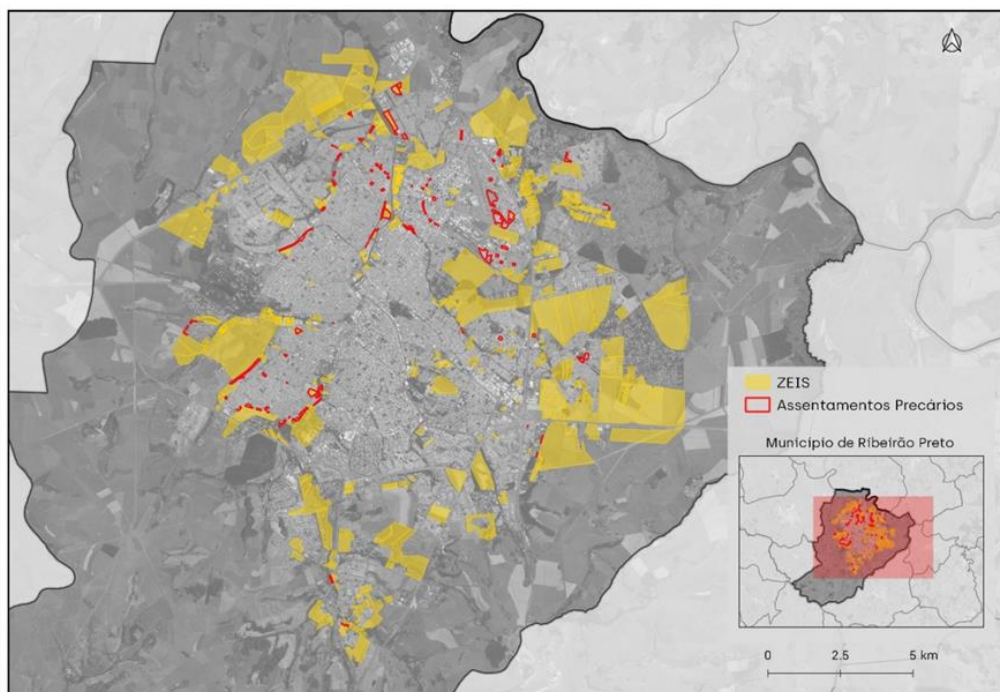 ZEIS
Assentamentos Precários
Município de Ribeirão Preto
0 2.5 5 km